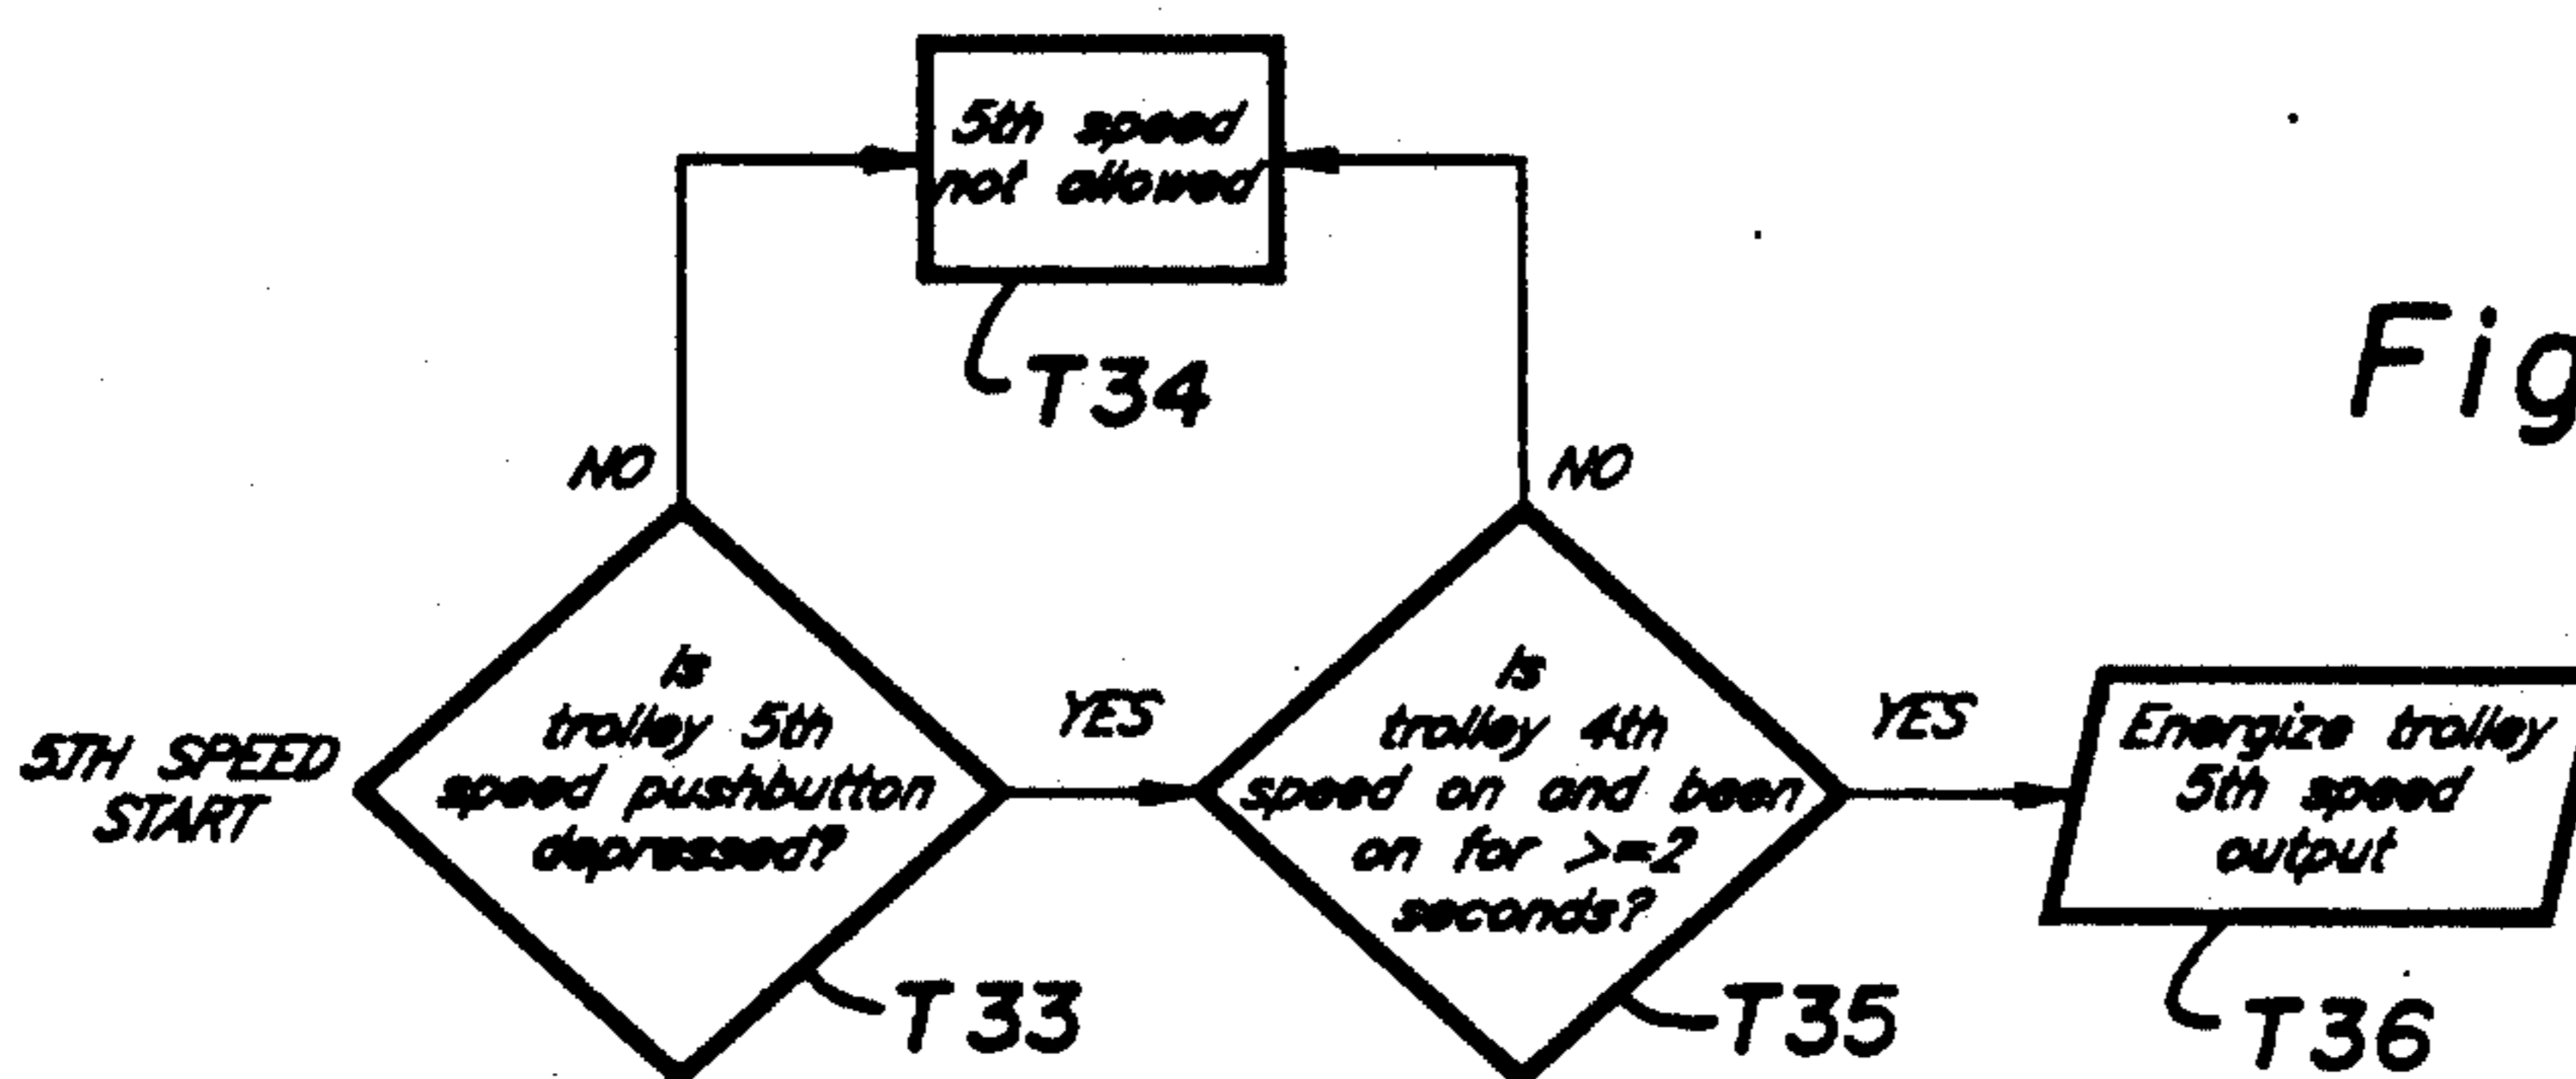 5th speed
not allowed
T34
Fig
NO
NO
5TH SPEED
START
Is
trolley 5th
speed pushbutton
depressed?
T33
YES
Is
trolley 4th
speed on and been
on for >=2
seconds?
T35
YES
Energize trolley
5th speed
output
T36